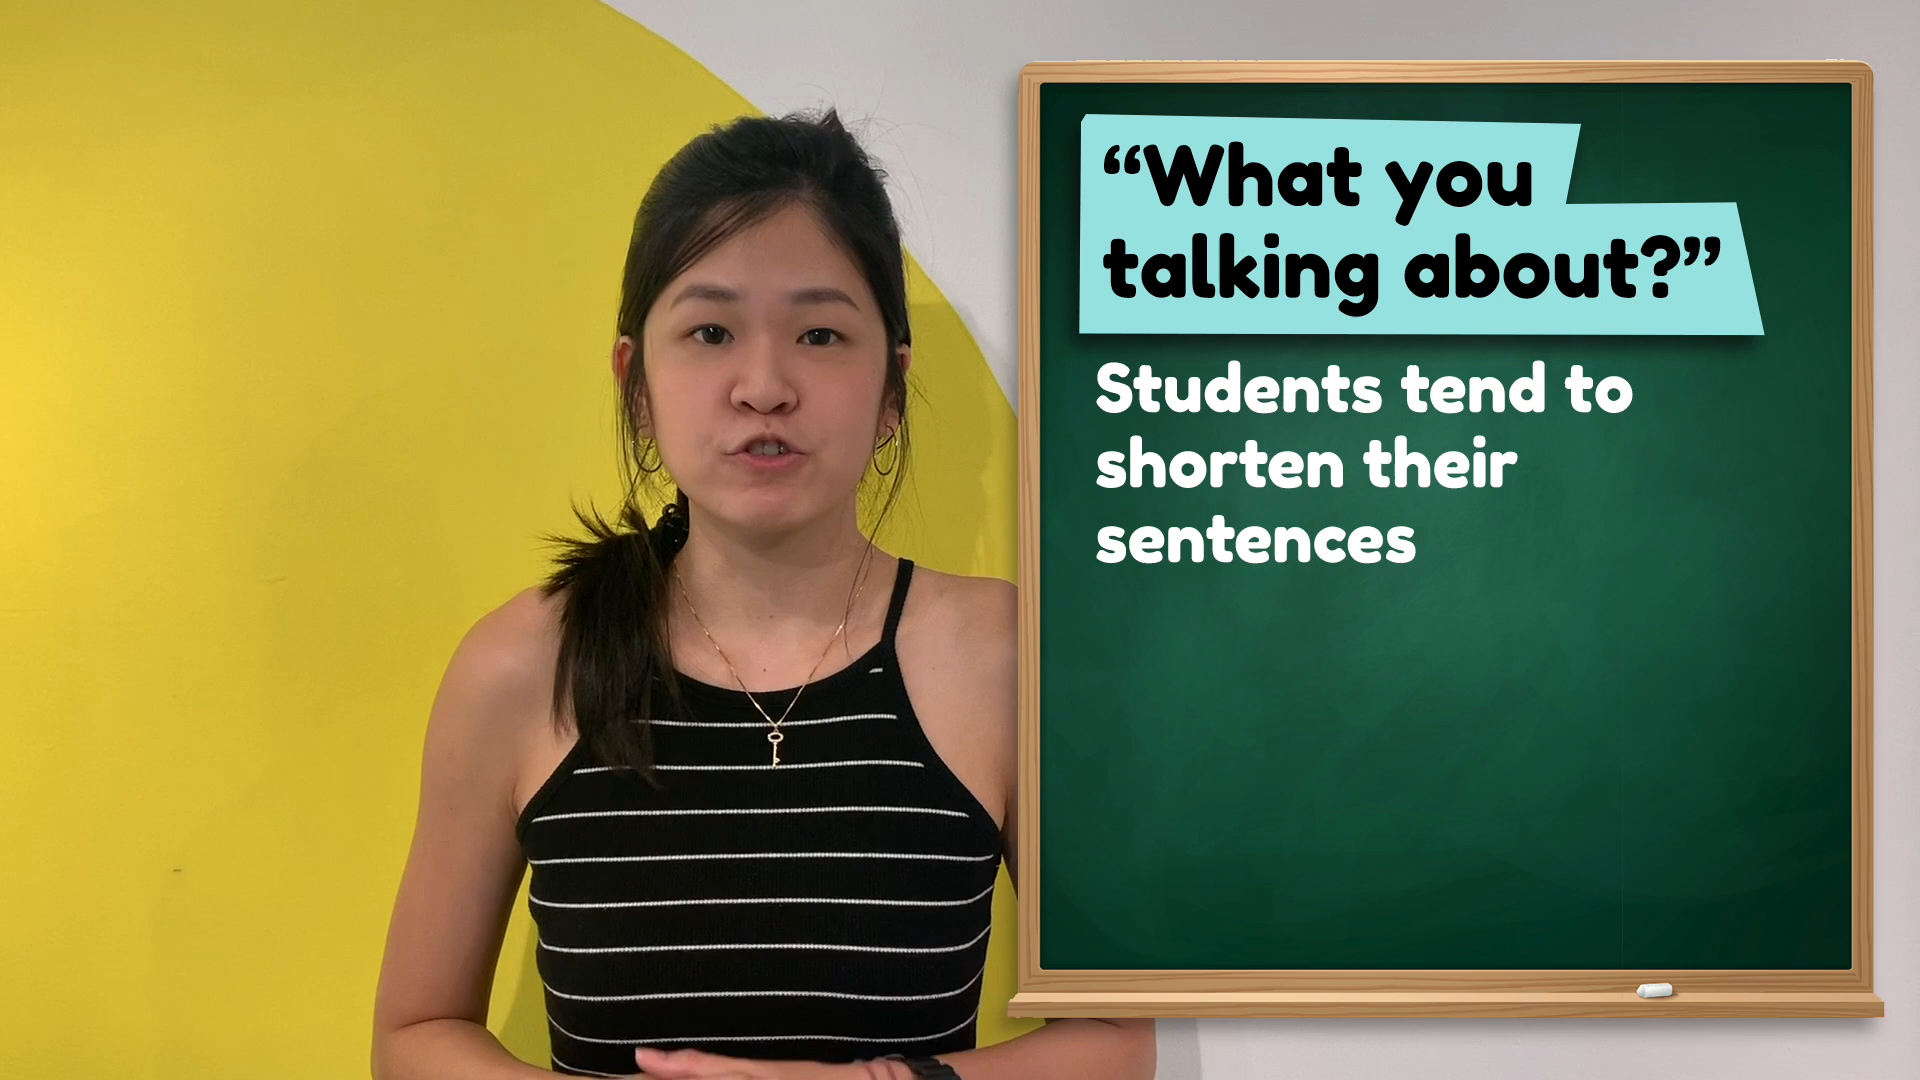 “What you
talking about?”
Students tend to
shorten their
sentences